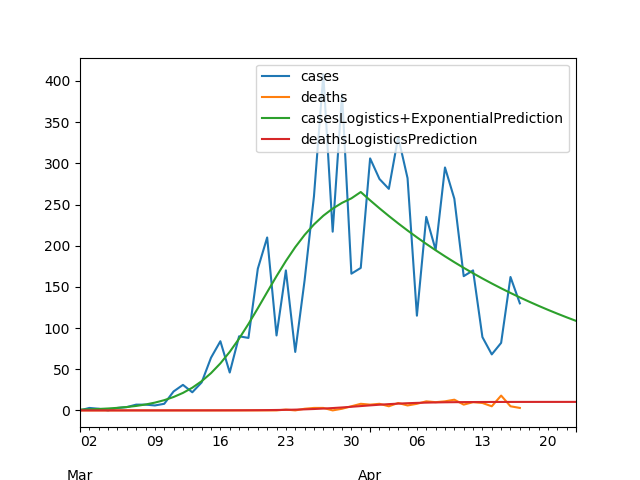 cases
deaths
casesLogistics+ExponentialPrediction
deathsLogisticsPrediction
400
350
300
250
200
150
100
50
0
02 09 16 23 30 06 13 20
Mar Apr